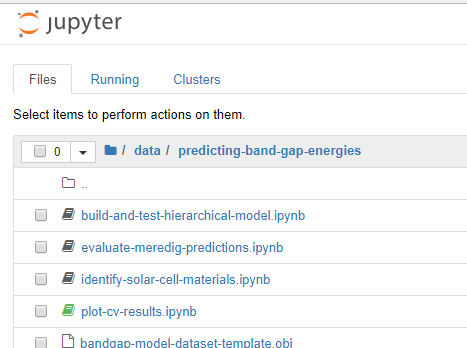 jupyter
Files Running Clusters
Select items to perform actions on them.
0 / data / predicting-band-gap-energies
..
build-and-test-hierarchical-model.ipynb
evaluate-meredig-predictions.ipynb
identify-solar-cell-materials.ipynb
plot-cv-results.ipynb
bandgap-model-dataset-template.obj